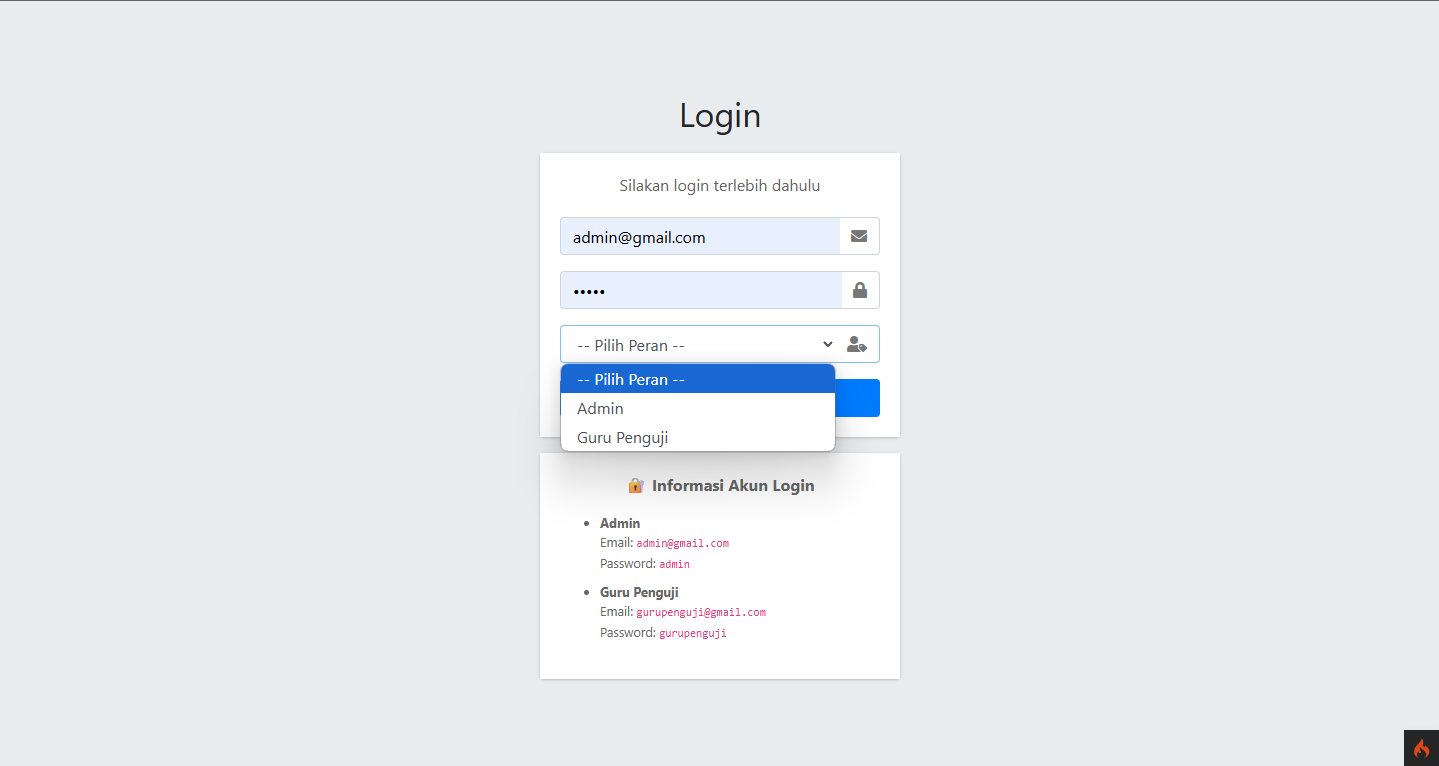 Login
Silakan login terlebih dahulu
admin@gmail.com
•••••
-- Pilih Peran --
-- Pilih Peran --
Admin
Guru Penguji
🔐 Informasi Akun Login
• Admin
Email: admin@gmail.com
Password: admin
• Guru Penguji
Email: gurupenguji@gmail.com
Password: gurupenguji